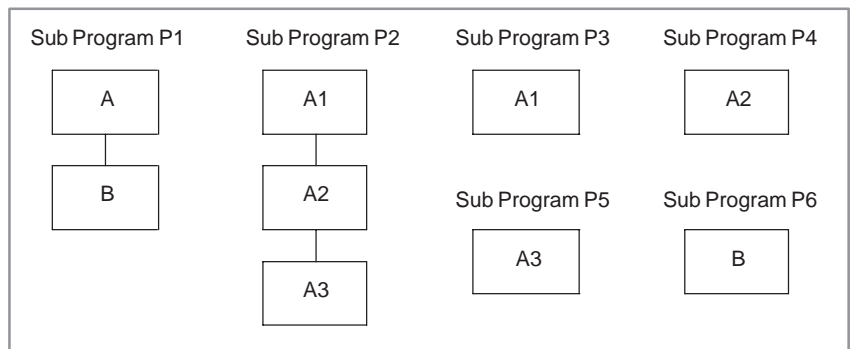 Sub Program P1
Sub Program P2
Sub Program P3
Sub Program P4
A
A1
A1
A2
B
A2
Sub Program P5
Sub Program P6
A3
B
A3